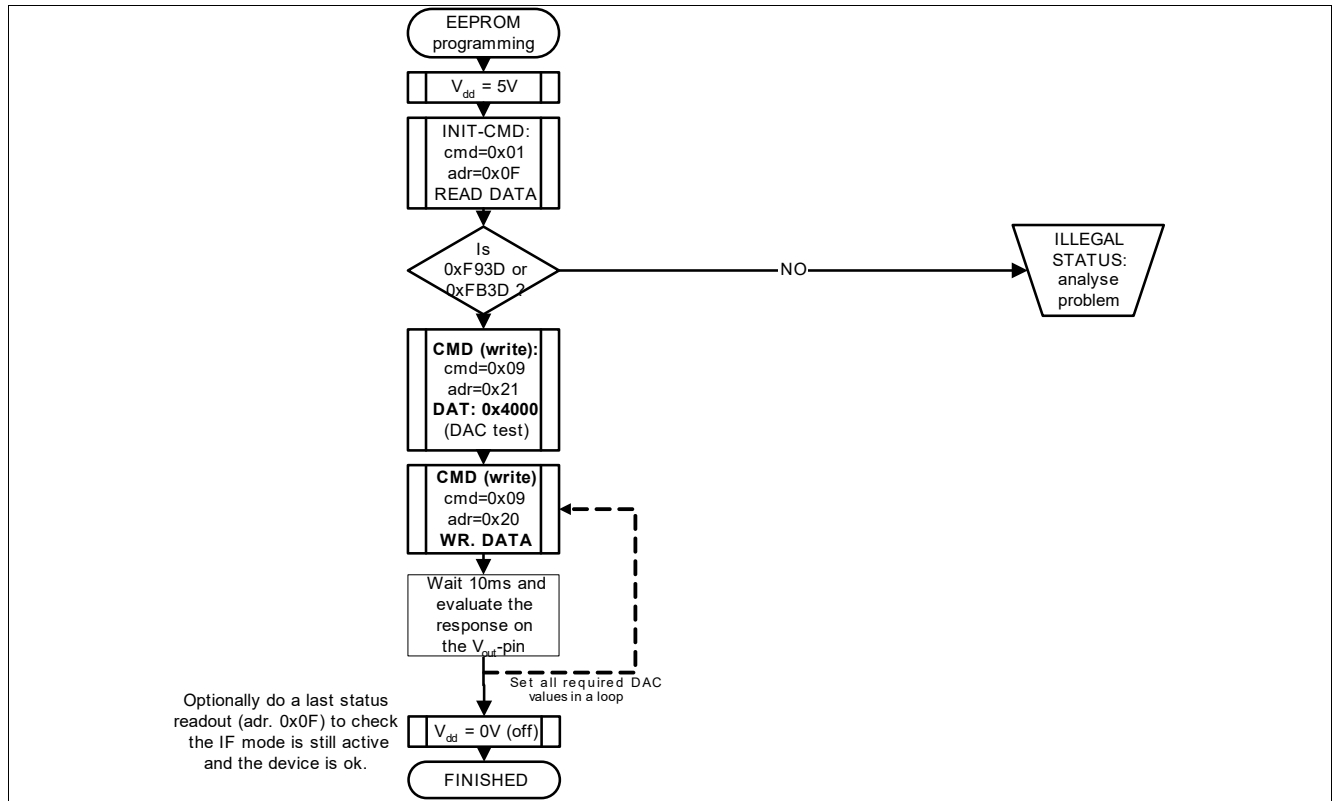 EEPROM
programming
Vdd = 5V
INIT-CMD:
cmd=0x01
adr=0x0F
READ DATA
Is
0xF93D or
0xFB3D ?
NO
ILLEGAL
STATUS:
analyse
problem
CMD (write):
cmd=0x09
adr=0x21
DAT: 0x4000
(DAC test)
CMD (write)
cmd=0x09
adr=0x20
WR. DATA
Wait 10ms and
evaluate the
response on
the Vout-pin
Set all required DAC
values in a loop
Optionally do a last status
readout (adr. 0x0F) to check
the IF mode is still active
and the device is ok.
Vdd = 0V (off)
FINISHED